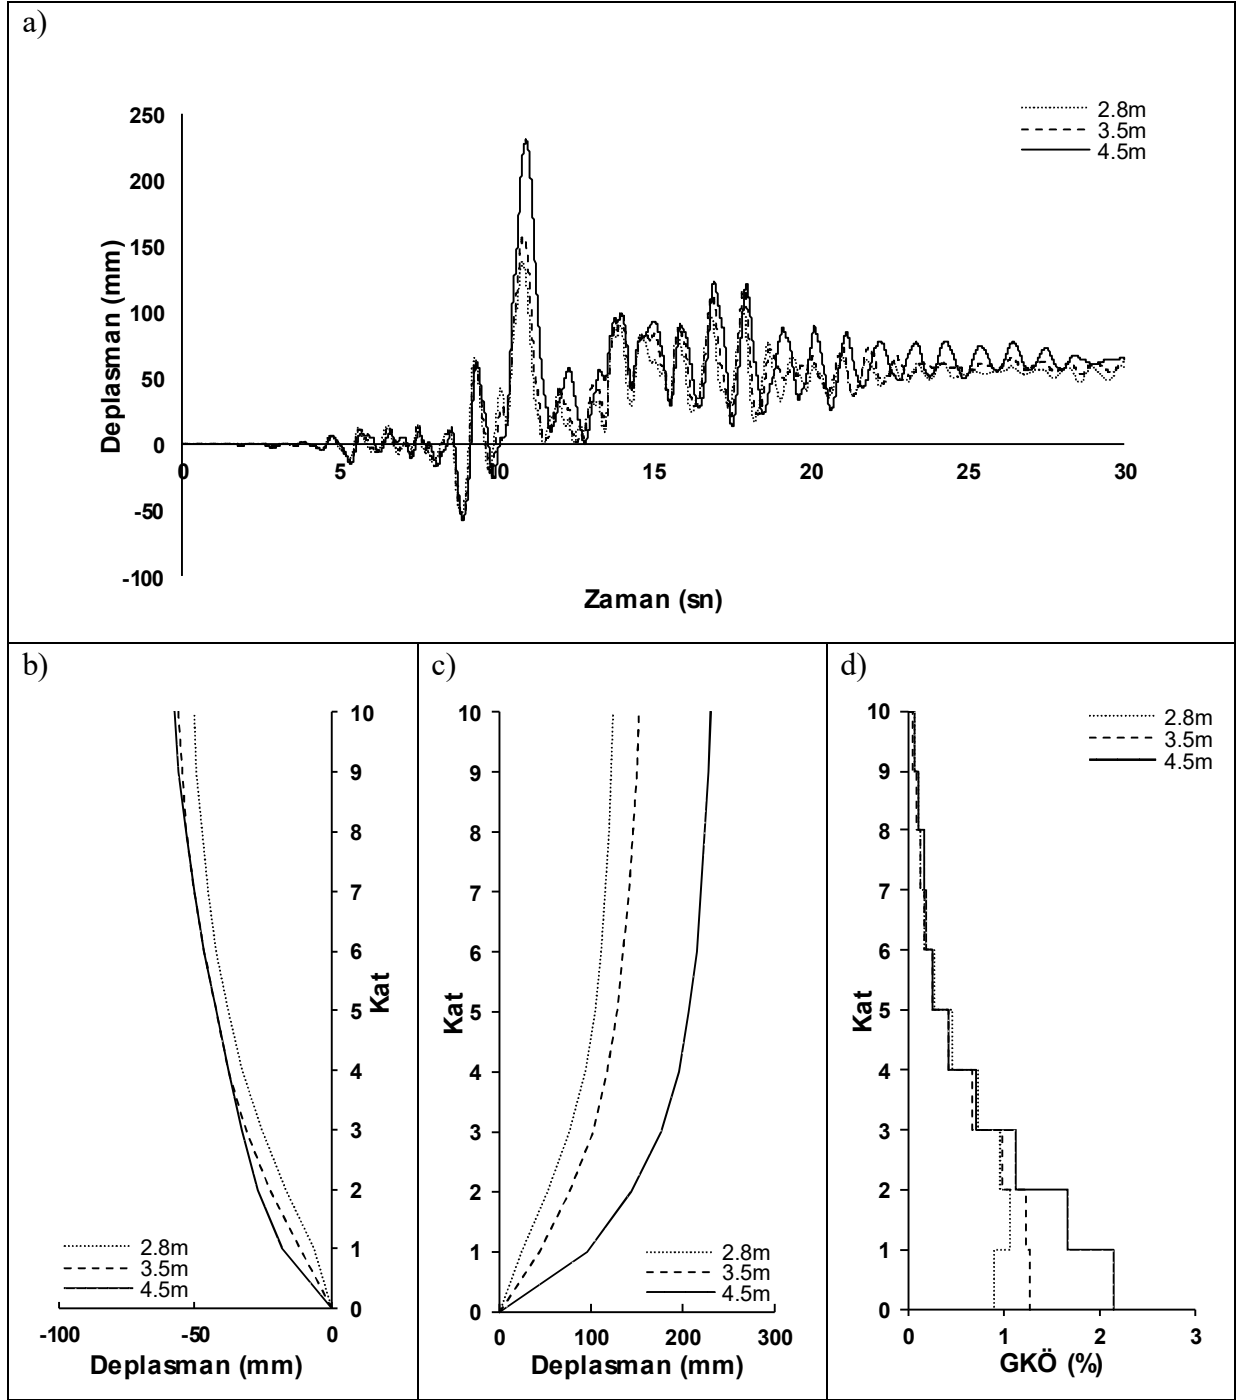 a)
2.8m
3.5m
4.5m
250
200
150
100
50
0
-50
-100
Deplasman (mm)
0 5 10 15 20 25 30
Zaman (sn)
b)
10
9
8
7
6
5
4
3
2
1
0
Kat
2.8m
3.5m
4.5m
-100 -50 0
Deplasman (mm)
c)
10
9
8
7
6
5
4
3
2
1
0
Kat
2.8m
3.5m
4.5m
0 100 200 300
Deplasman (mm)
d)
2.8m
3.5m
4.5m
10
9
8
7
6
5
4
3
2
1
0
Kat
0 1 2 3
GKÖ (%)